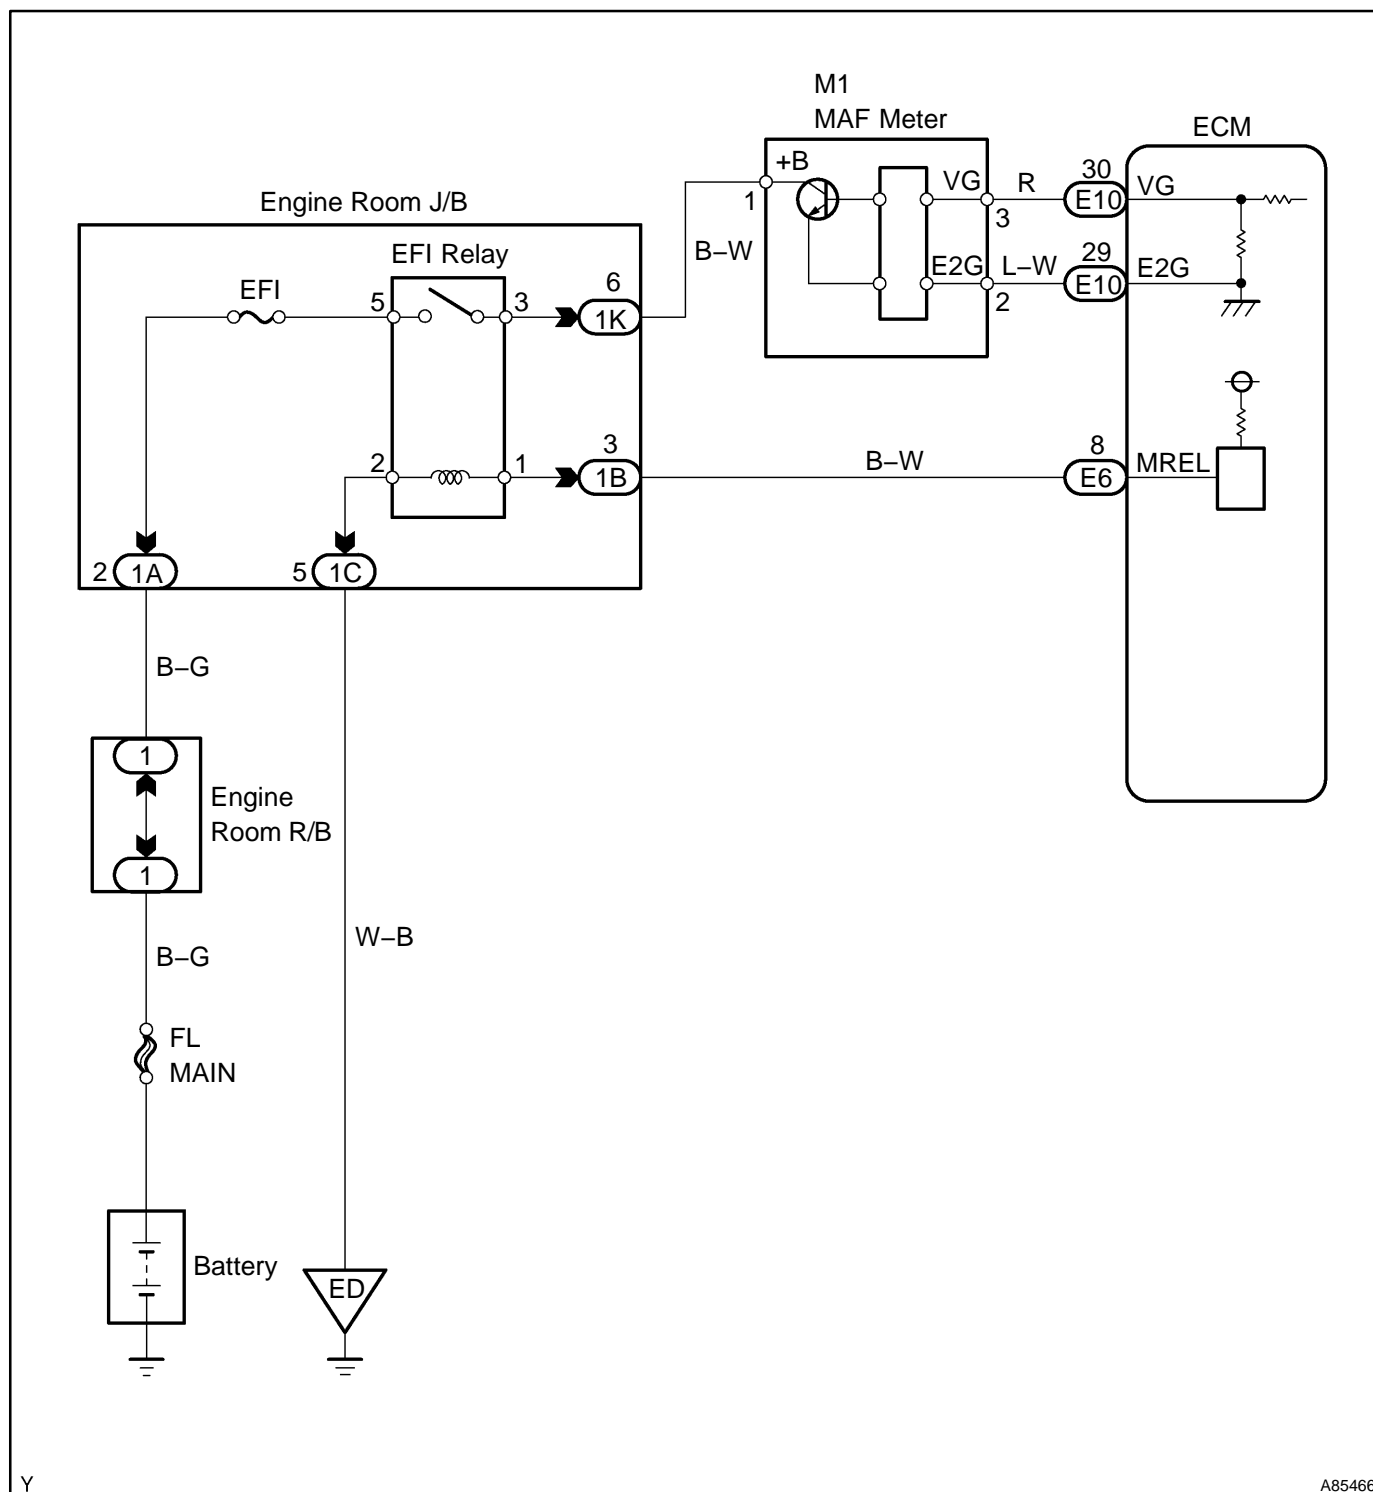 M1
MAF Meter
ECM
+B
1
VG
3
R
30
E10
VG
Engine Room J/B
B–W
E2G
2
L–W
29
E10
E2G
EFI Relay
EFI
5
3
6
1K
2
1
3
1B
B–W
8
E6
MREL
2
1A
5
1C
B–G
1
Engine
Room R/B
1
B–G
W–B
FL
MAIN
Battery
ED
Y
A85466